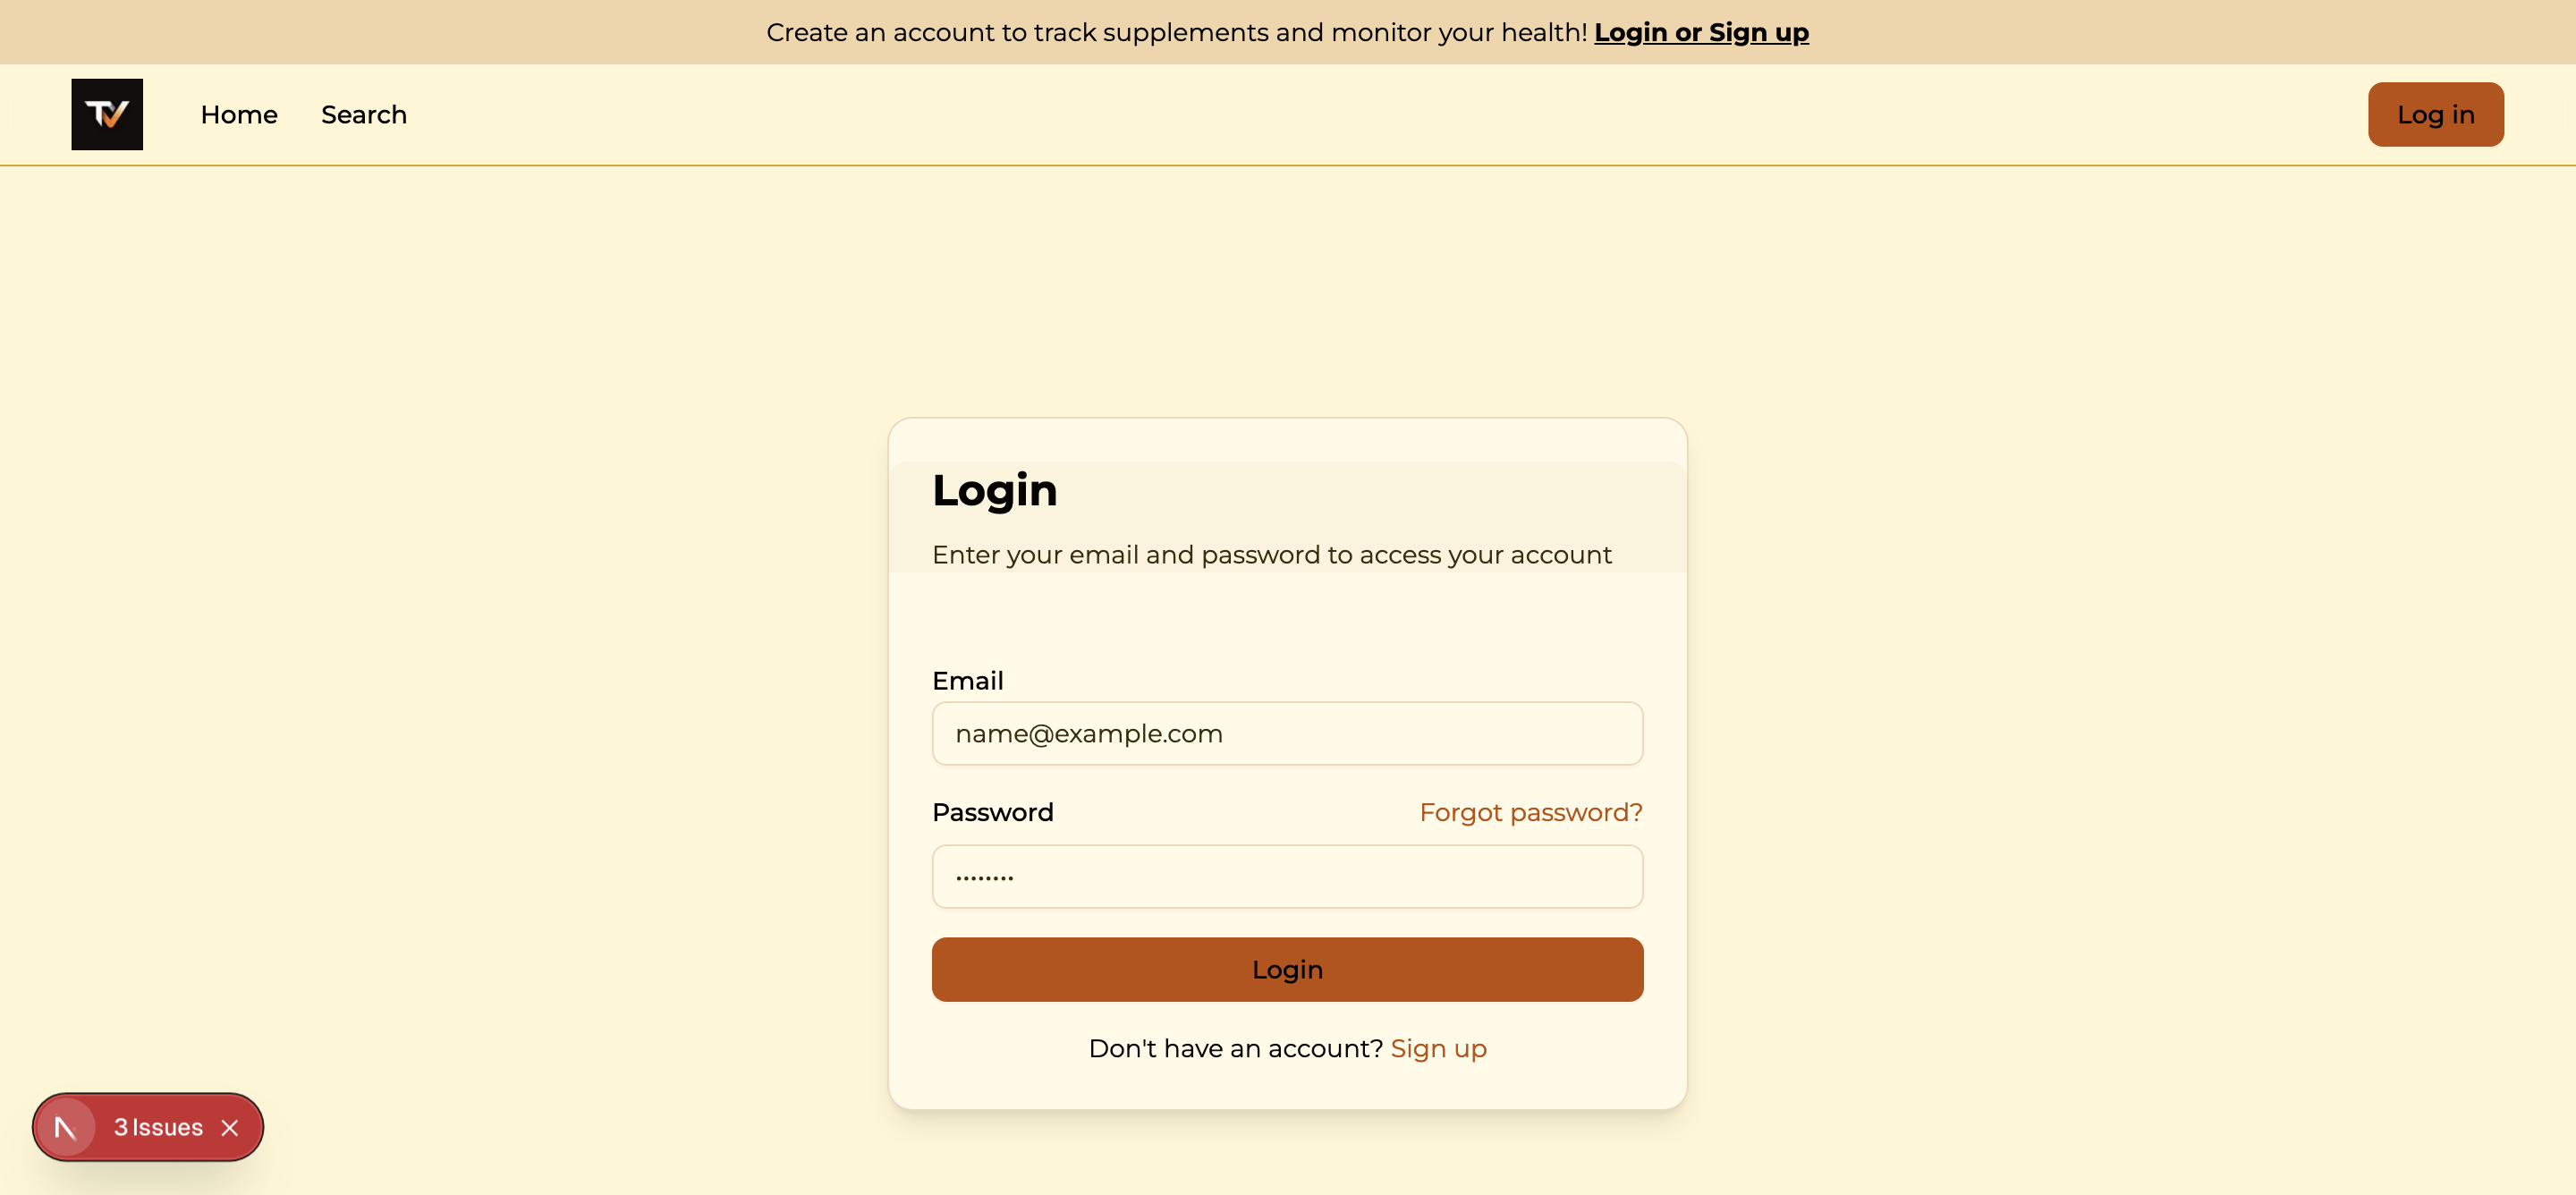 Create an account to track supplements and monitor your health! Login or Sign up
TV
Home
Search
Log in
Login
Enter your email and password to access your account
Email
name@example.com
Password
Forgot password?
••••••••
Login
Don't have an account? Sign up
N
3 Issues